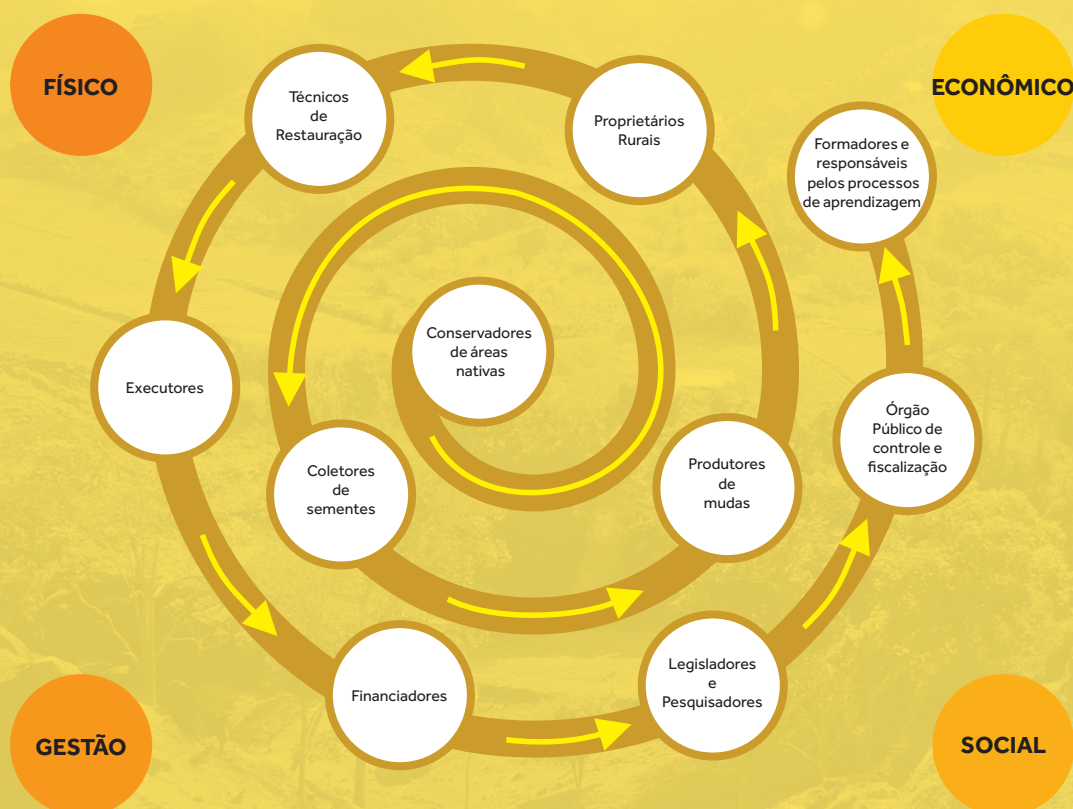 FÍSICO
ECONÔMICO
Técnicos
de
Restauração
Proprietários
Rurais
Formadores e
responsáveis
pelos processos
de aprendizagem
Conservadores
de áreas
nativas
Executores
Órgão
Público de
controle e
fiscalização
Coletores
de
sementes
Produtores
de
mudas
Financiadores
Legisladores
e
Pesquisadores
GESTÃO
SOCIAL